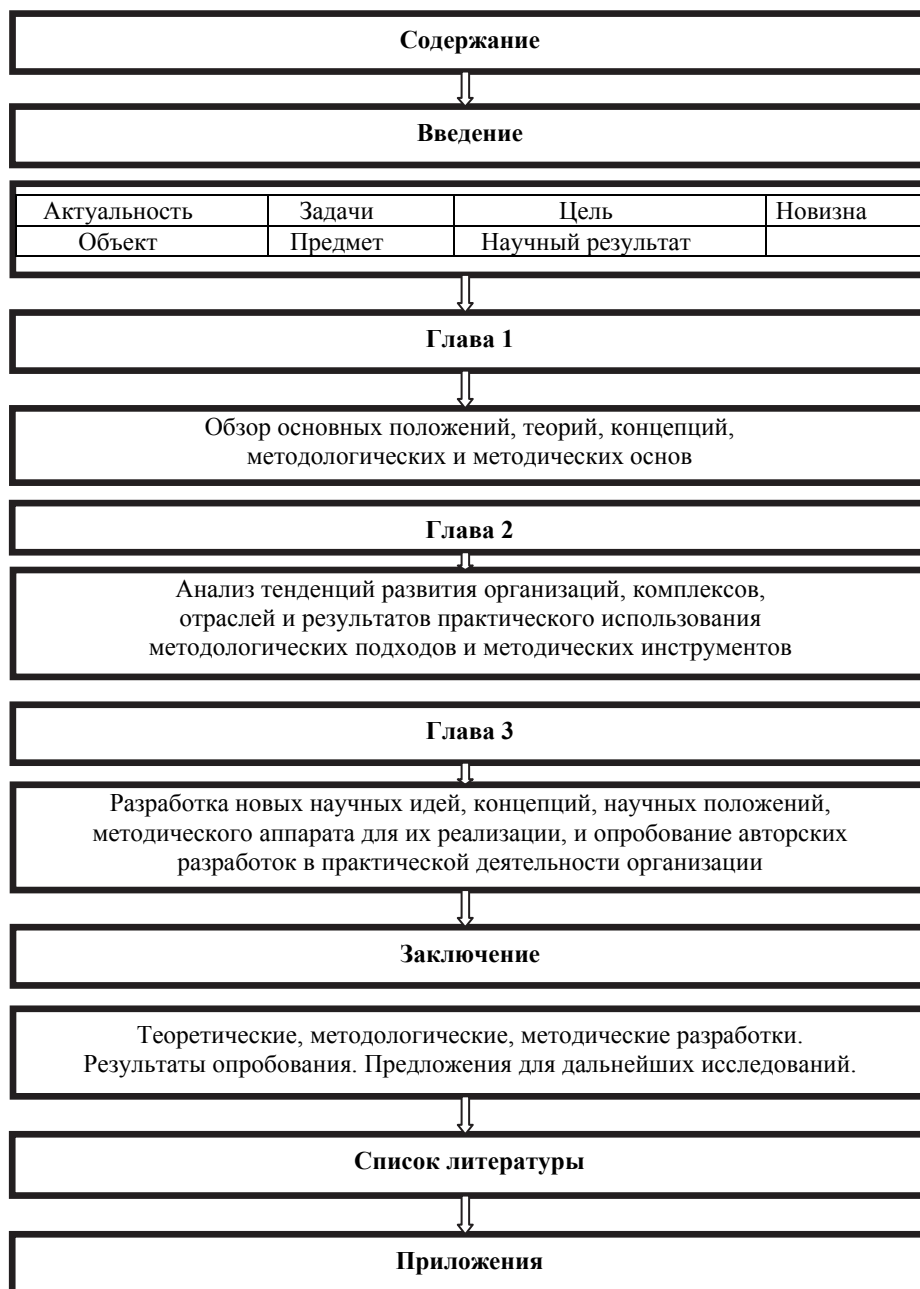 Содержание
Введение
Актуальность Задачи Цель Новизна
Объект Предмет Научный результат
Глава 1
Обзор основных положений, теорий, концепций,
методологических и методических основ
Глава 2
Анализ тенденций развития организаций, комплексов,
отраслей и результатов практического использования
методологических подходов и методических инструментов
Глава 3
Разработка новых научных идей, концепций, научных положений,
методического аппарата для их реализации, и опробование авторских
разработок в практической деятельности организации
Заключение
Теоретические, методологические, методические разработки.
Результаты опробования. Предложения для дальнейших исследований.
Список литературы
Приложения